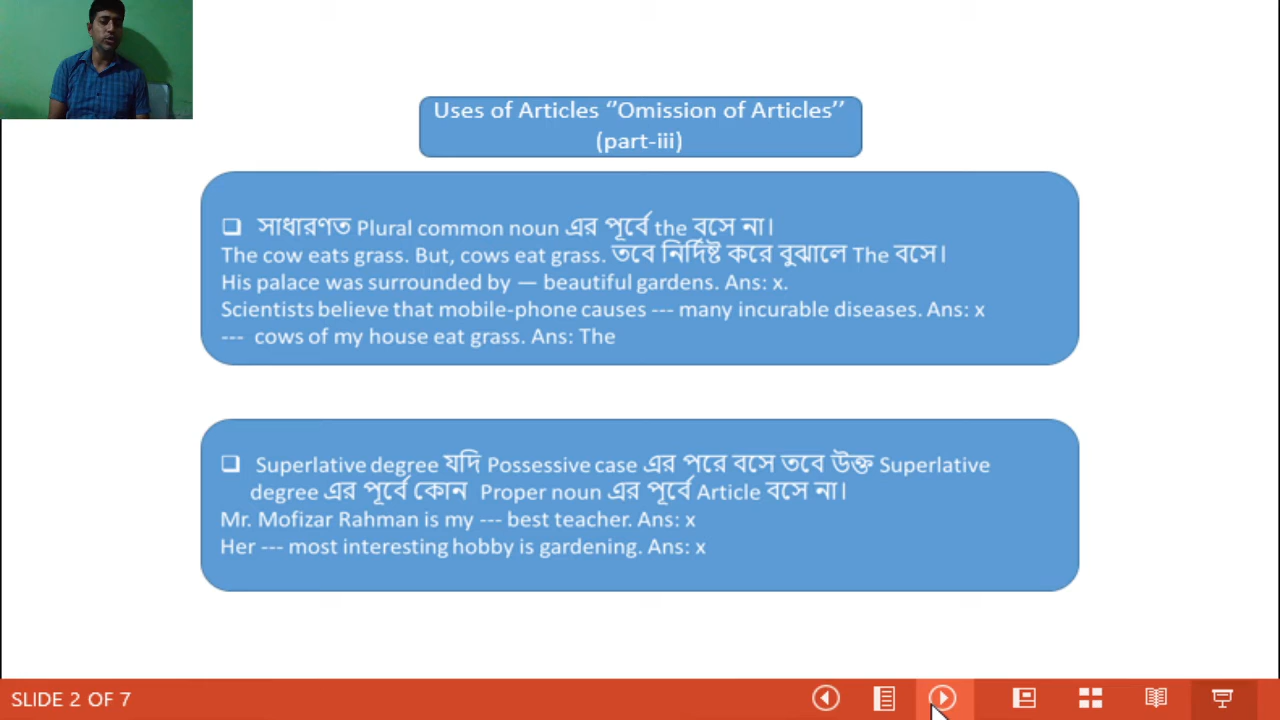 Uses of Articles ‘’Omission of Articles’’
(part-iii)
❑ সাধারণত Plural common noun এর পূর্বে the বসে না।
The cow eats grass. But, cows eat grass. তবে নির্দিষ্ট করে বুঝালে The বসে।
His palace was surrounded by — beautiful gardens. Ans: x.
Scientists believe that mobile-phone causes --- many incurable diseases. Ans: x
--- cows of my house eat grass. Ans: The
❑ Superlative degree যদি Possessive case এর পরে বসে তবে উক্ত Superlative
degree এর পূর্বে কোন Proper noun এর পূর্বে Article বসে না।
Mr. Mofizar Rahman is my --- best teacher. Ans: x
Her --- most interesting hobby is gardening. Ans: x
SLIDE 2 OF 7